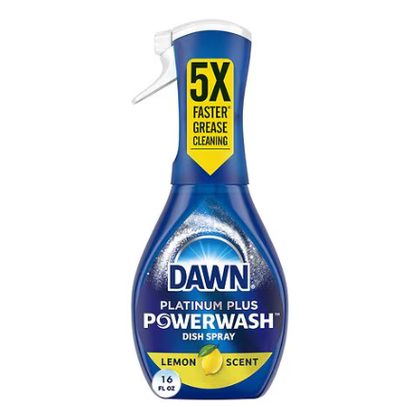 5X
FASTER*
GREASE
CLEANING
DAWN
PLATINUM PLUS
POWERWASH™
DISH SPRAY
LEMON SCENT
16
FL OZ